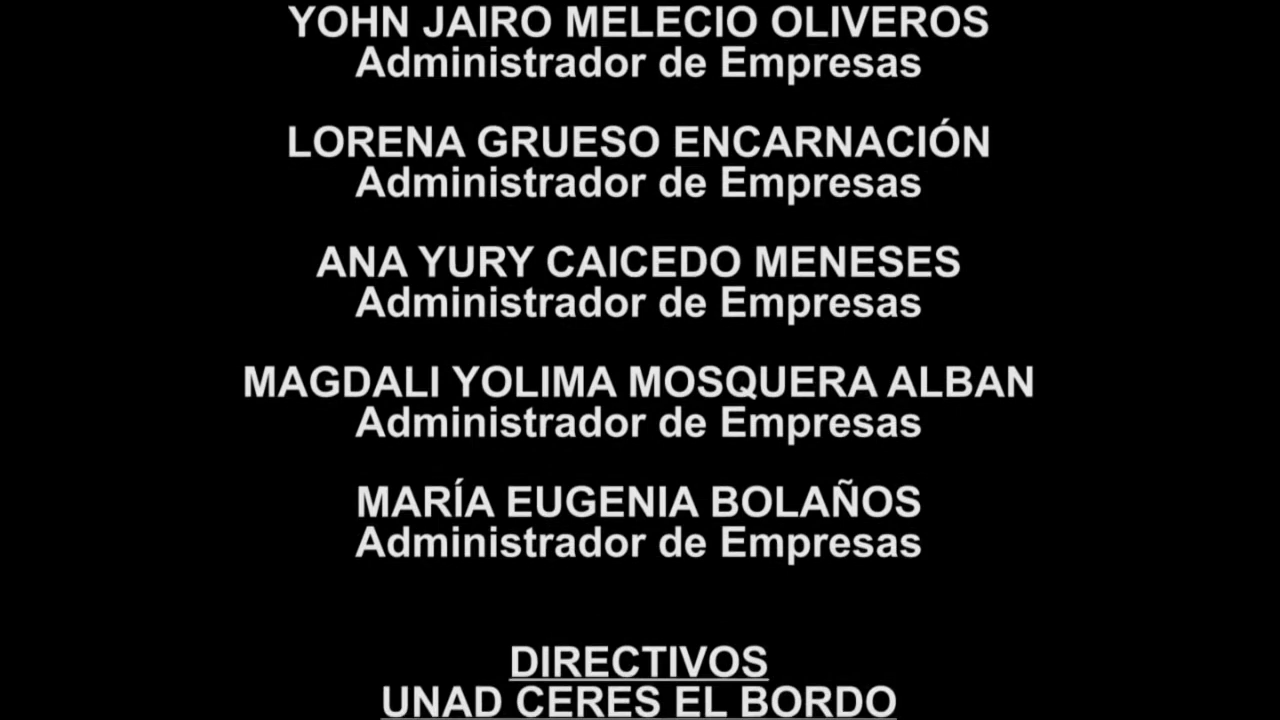 YOHN JAIRO MELECIO OLIVEROS
Administrador de Empresas
LORENA GRUESO ENCARNACIÓN
Administrador de Empresas
ANA YURY CAICEDO MENESES
Administrador de Empresas
MAGDALI YOLIMA MOSQUERA ALBAN
Administrador de Empresas
MARÍA EUGENIA BOLAÑOS
Administrador de Empresas
DIRECTIVOS
UNAD CERES EL BORDO